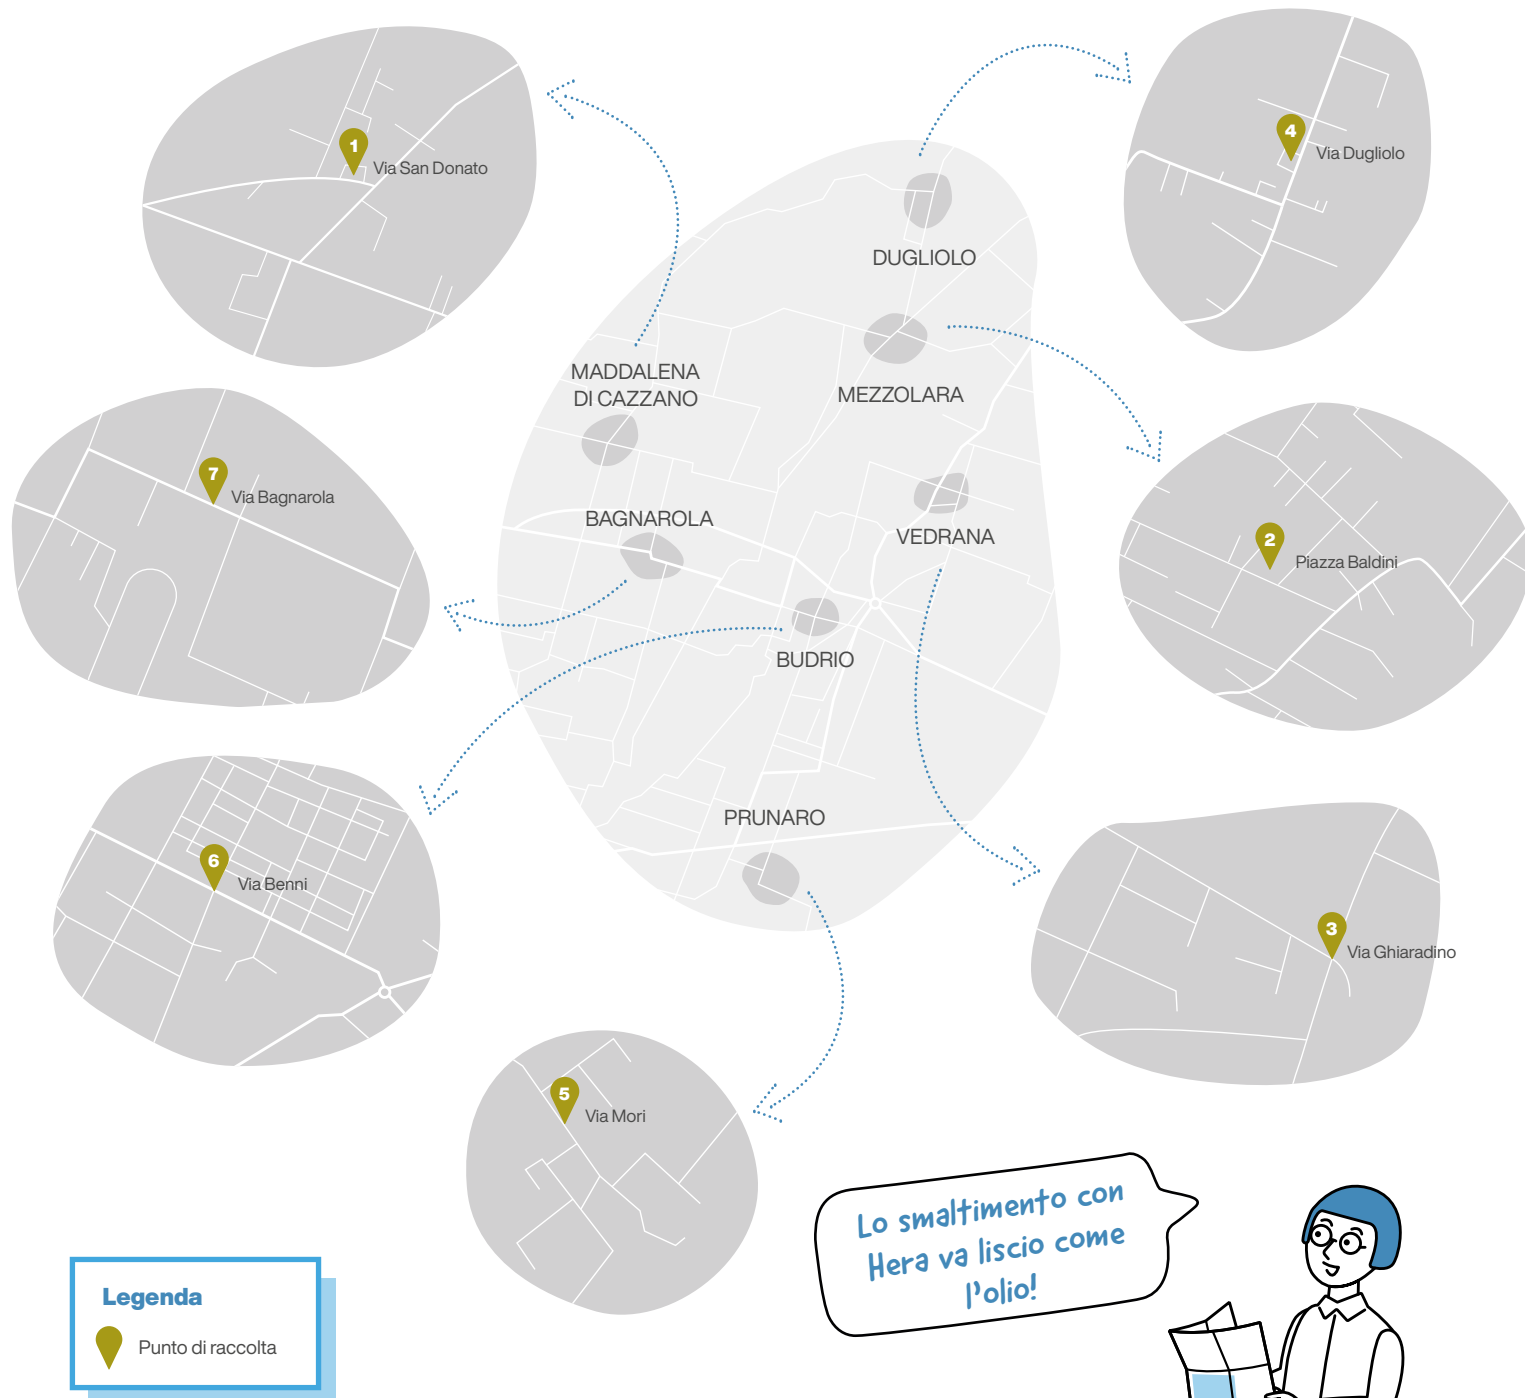 1
Via San Donato
4
Via Dugliolo
DUGLIOLO
MADDALENA
DI CAZZANO
MEZZOLARA
7
Via Bagnarola
BAGNAROLA
VEDRANA
2
Piazza Baldini
BUDRIO
PRUNARO
6
Via Benni
3
Via Ghiaradino
5
Via Mori
Lo smaltimento con
Hera va liscio come
l'olio!
Legenda
Punto di raccolta